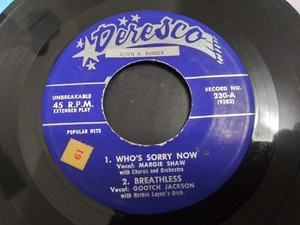 Deresco
UNBREAKABLE
45 R.P.M.
EXTENDED PLAY
RECORD NO.
230-A
(9283)
POPULAR HITS
61
1. WHO'S SORRY NOW
Vocal: MARGIE SHAW
with Chorus and Orchestra
2. BREATHLESS
Vocal: GOOTCH JACKSON
with Herbie Layne's Orch.